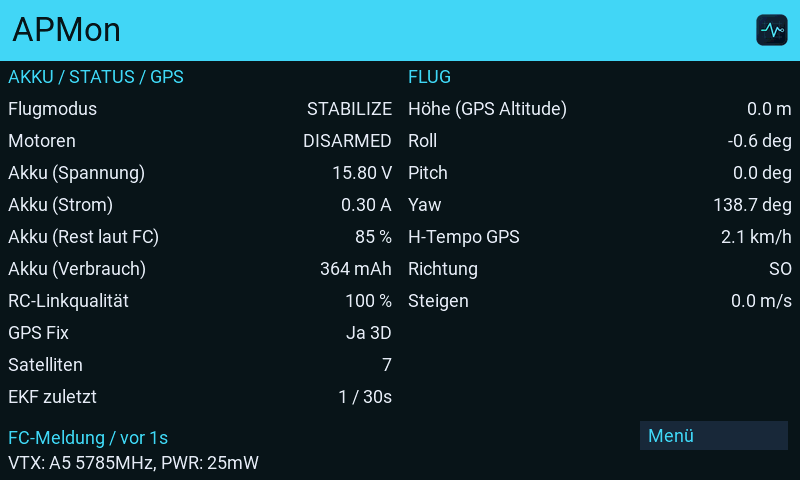 APMon
AKKU / STATUS / GPS
Flugmodus STABILIZE
Motoren DISARMED
Akku (Spannung) 15.80 V
Akku (Strom) 0.30 A
Akku (Rest laut FC) 85 %
Akku (Verbrauch) 364 mAh
RC-Linkqualität 100 %
GPS Fix Ja 3D
Satelliten 7
EKF zuletzt 1 / 30s
FLUG
Höhe (GPS Altitude) 0.0 m
Roll -0.6 deg
Pitch 0.0 deg
Yaw 138.7 deg
H-Tempo GPS 2.1 km/h
Richtung SO
Steigen 0.0 m/s
FC-Meldung / vor 1s
VTX: A5 5785MHz, PWR: 25mW
Menü